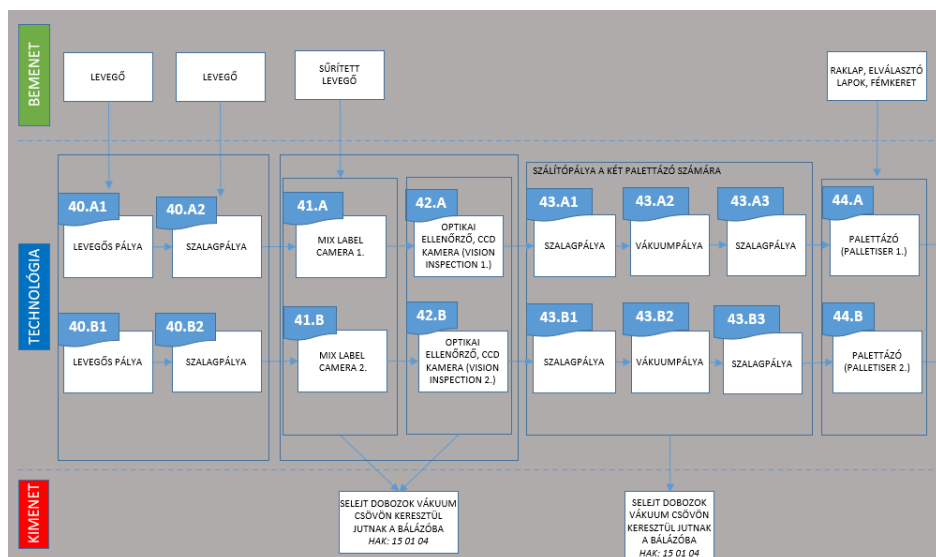 BEMENET
LEVEGŐ
LEVEGŐ
SŰRÍTETT
LEVEGŐ
RAKLAP, ELVÁLASZTÓ
LAPOK, FÉMKERET
TECHNOLÓGIA
SZÁLÍTÓPÁLYA A KÉT PALETTÁZÓ SZÁMÁRA
40.A1
LEVEGŐS PÁLYA
40.A2
SZALAGPÁLYA
41.A
MIX LABEL
CAMERA 1.
42.A
OPTIKAI
ELLENŐRZŐ, CCD
KAMERA (VISION
INSPECTION 1.)
43.A1
SZALAGPÁLYA
43.A2
VÁKUUMPÁLYA
43.A3
SZALAGPÁLYA
44.A
PALETTÁZÓ
(PALLETISER 1.)
40.B1
LEVEGŐS PÁLYA
40.B2
SZALAGPÁLYA
41.B
MIX LABEL
CAMERA 2.
42.B
OPTIKAI
ELLENŐRZŐ, CCD
KAMERA (VISION
INSPECTION 2.)
43.B1
SZALAGPÁLYA
43.B2
VÁKUUMPÁLYA
43.B3
SZALAGPÁLYA
44.B
PALETTÁZÓ
(PALLETISER 2.)
KIMENET
SELEJT DOBOZOK
VÁKUUM
CSÖVÖN KERESZTÜL
JUTNAK A BÁLÁZÓBA
HAK: 15 01 04
SELEJT DOBOZOK
VÁKUUM CSÖVÖN
KERESZTÜL JUTNAK
A BÁLÁZÓBA
HAK: 15 01 04